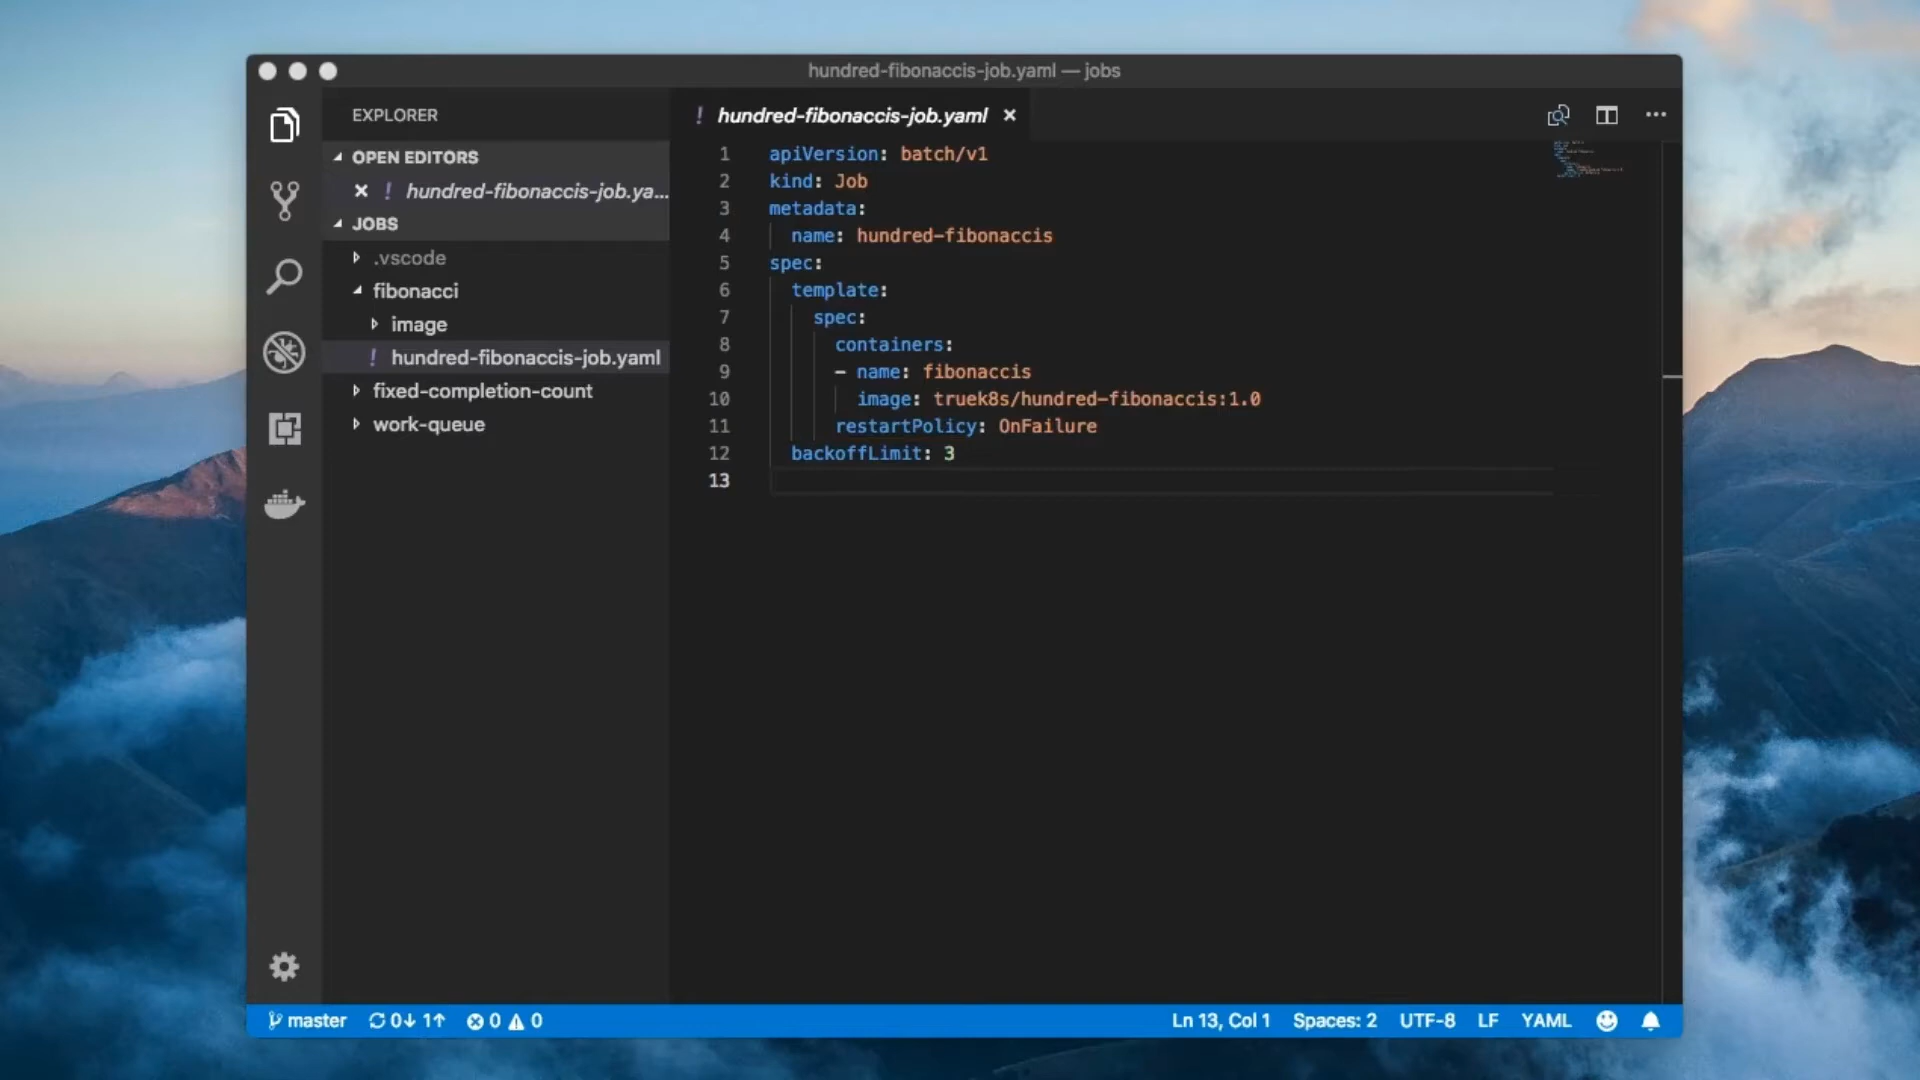 hundred-fibonaccis-job.yaml — jobs
EXPLORER
OPEN EDITORS
! hundred-fibonaccis-job.ya...
JOBS
.vscode
fibonacci
image
! hundred-fibonaccis-job.yaml
fixed-completion-count
work-queue
! hundred-fibonaccis-job.yaml
1 apiVersion: batch/v1
2 kind: Job
3 metadata:
4 name: hundred-fibonaccis
5 spec:
6 template:
7 spec:
8 containers:
9 - name: fibonaccis
10 image: truek8s/hundred-fibonaccis:1.0
11 restartPolicy: OnFailure
12 backoffLimit: 3
13
master 0↓ 1↑ 0 0 Ln 13, Col 1 Spaces: 2 UTF-8 LF YAML